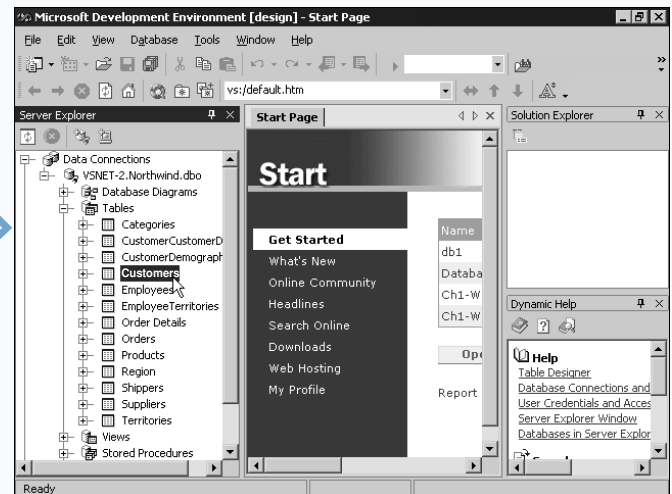 Microsoft Development Environment [design] - Start Page
File Edit View Database Tools Window Help
vs:/default.htm
Server Explorer
Data Connections
VSNET-2.Northwind.dbo
Database Diagrams
Tables
Categories
CustomerCustomerD
CustomerDemograph
Customers
Employees
EmployeeTerritories
Order Details
Orders
Products
Region
Shippers
Suppliers
Territories
Views
Stored Procedures
Start Page
Start
Get Started
What's New
Online Community
Headlines
Search Online
Downloads
Web Hosting
My Profile
Name
db1
Databa
Ch1-W
Ch1-W
Ope
Report
Solution Explorer
Dynamic Help
Help
Table Designer
Database Connections and
User Credentials and Acces
Server Explorer Window
Databases in Server Explor
Ready